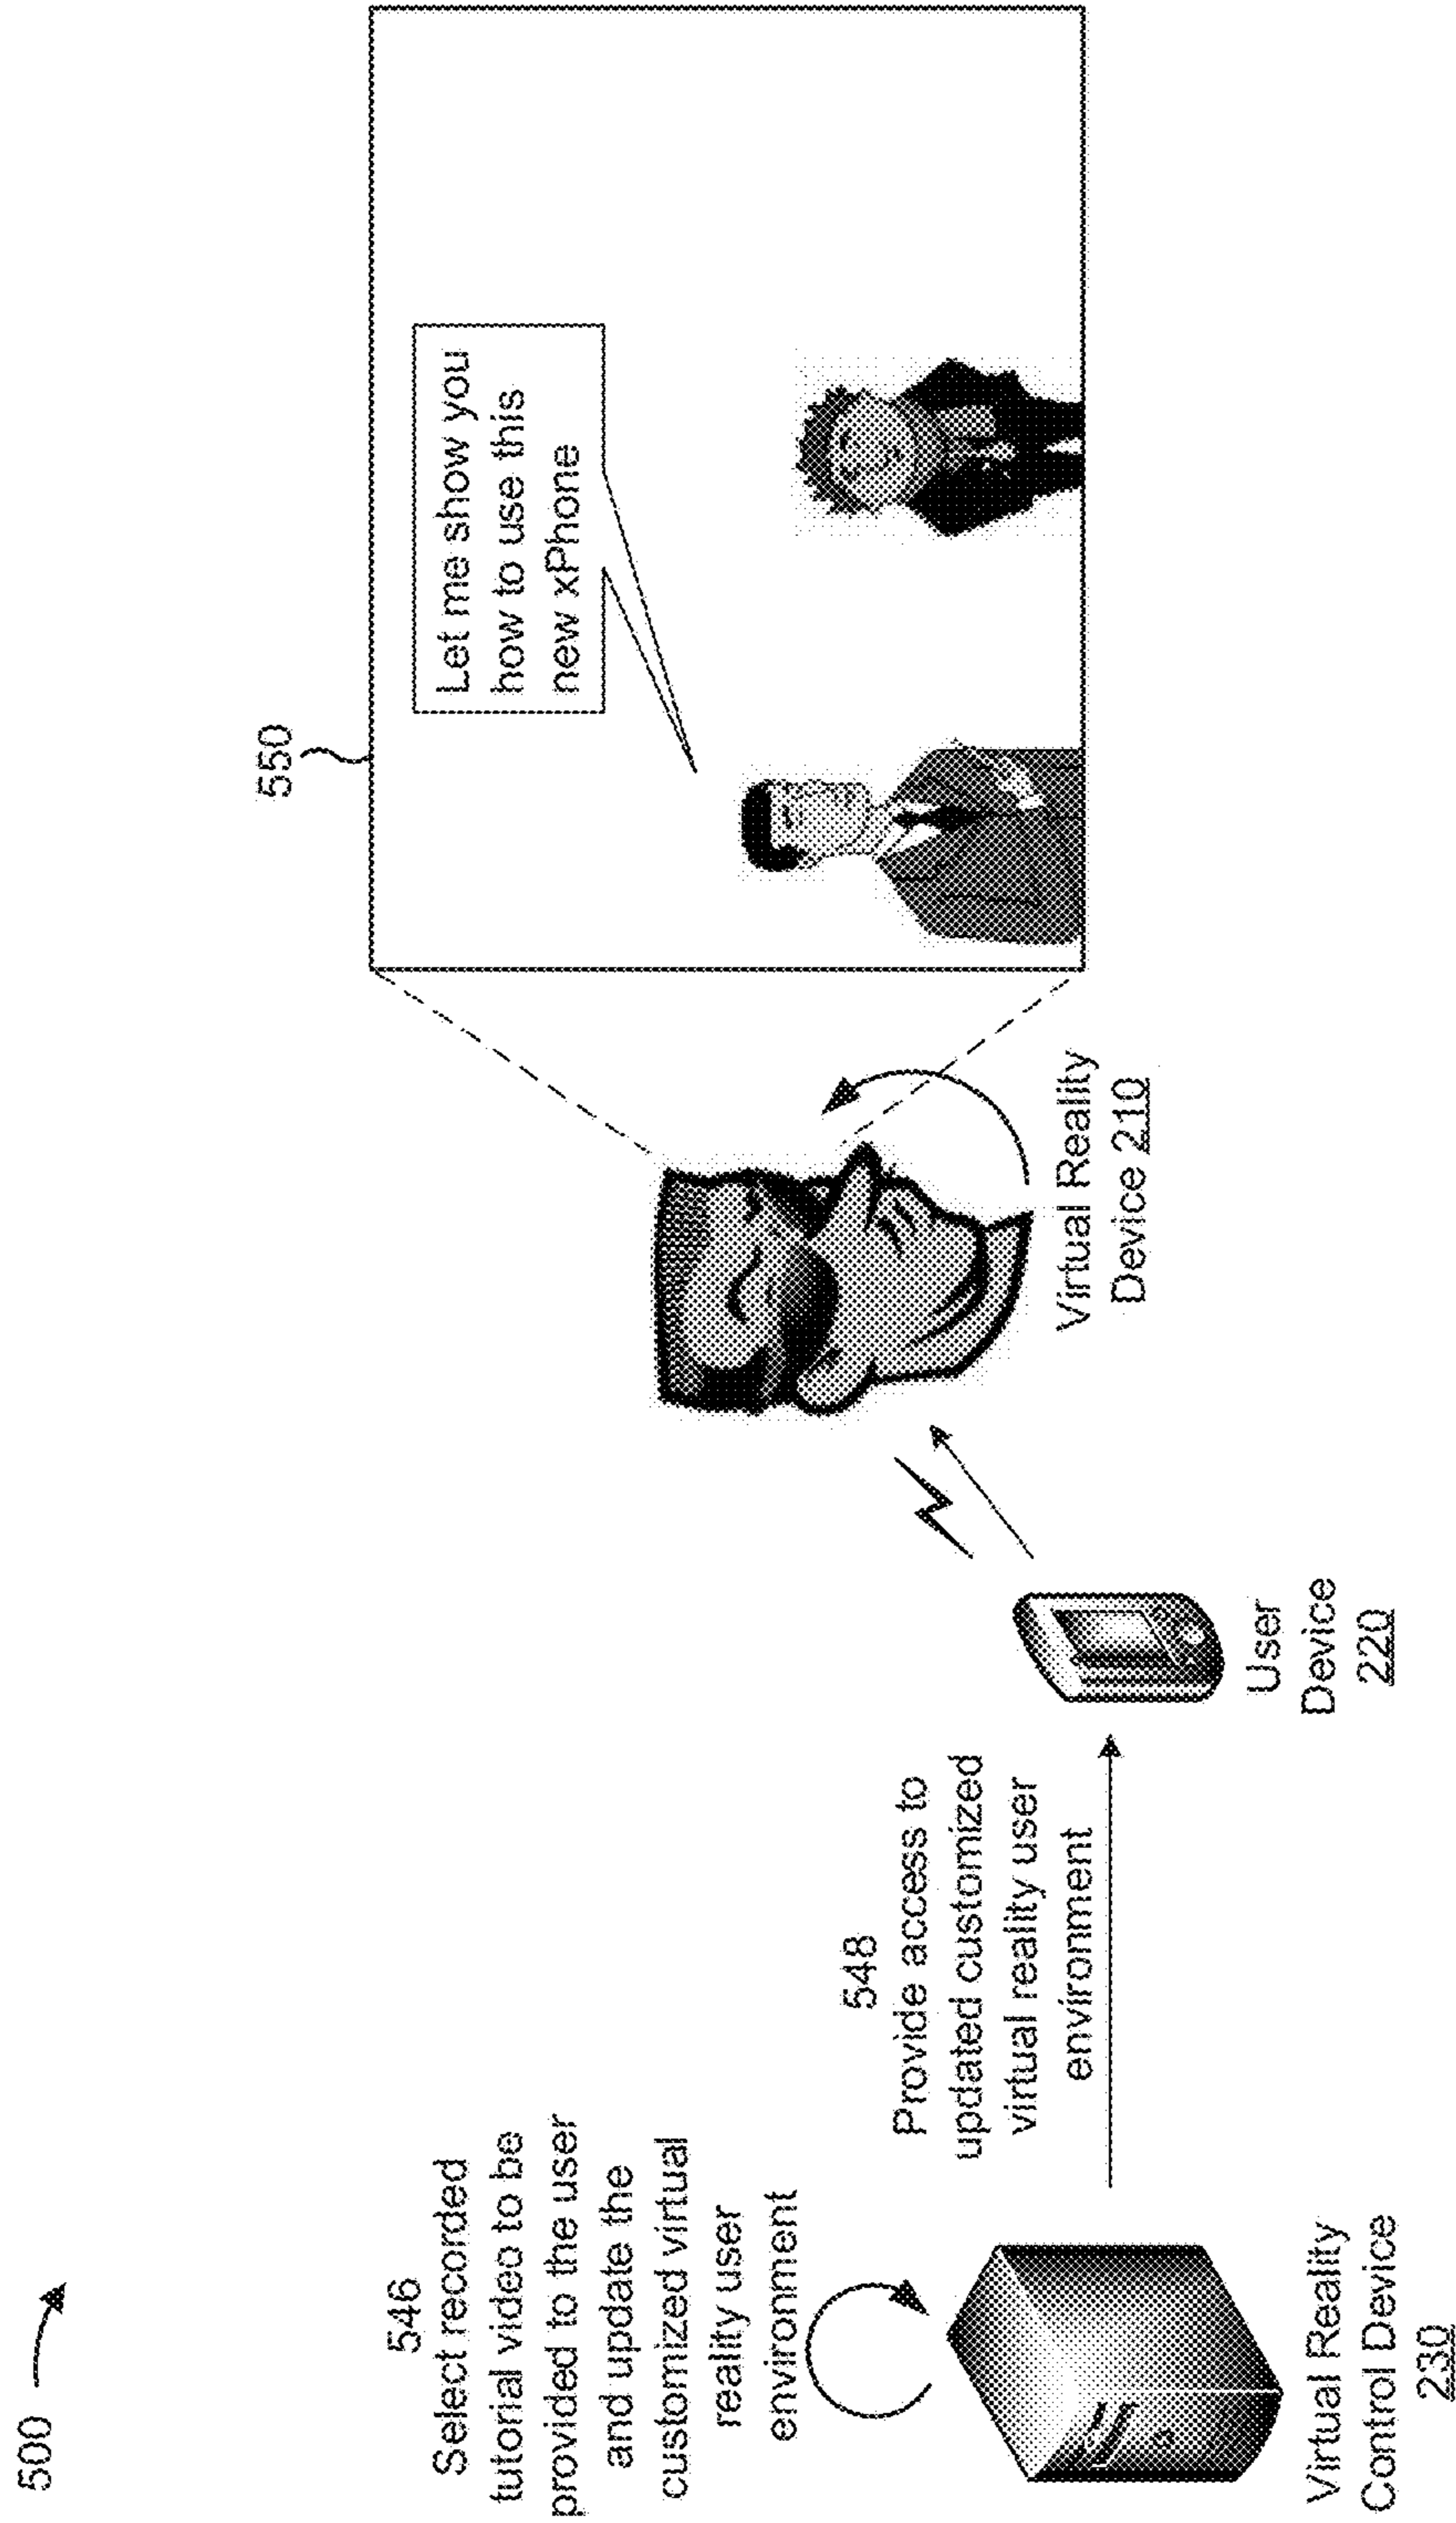 500
546
Select recorded
tutorial video to be
provided to the user
and update the
customized virtual
reality user
environment
Virtual Reality
Control Device
230
548
Provide access to
updated customized
virtual reality user
environment
User
Device
220
Virtual Reality
Device 210
550
Let me show you
how to use this
new xPhone